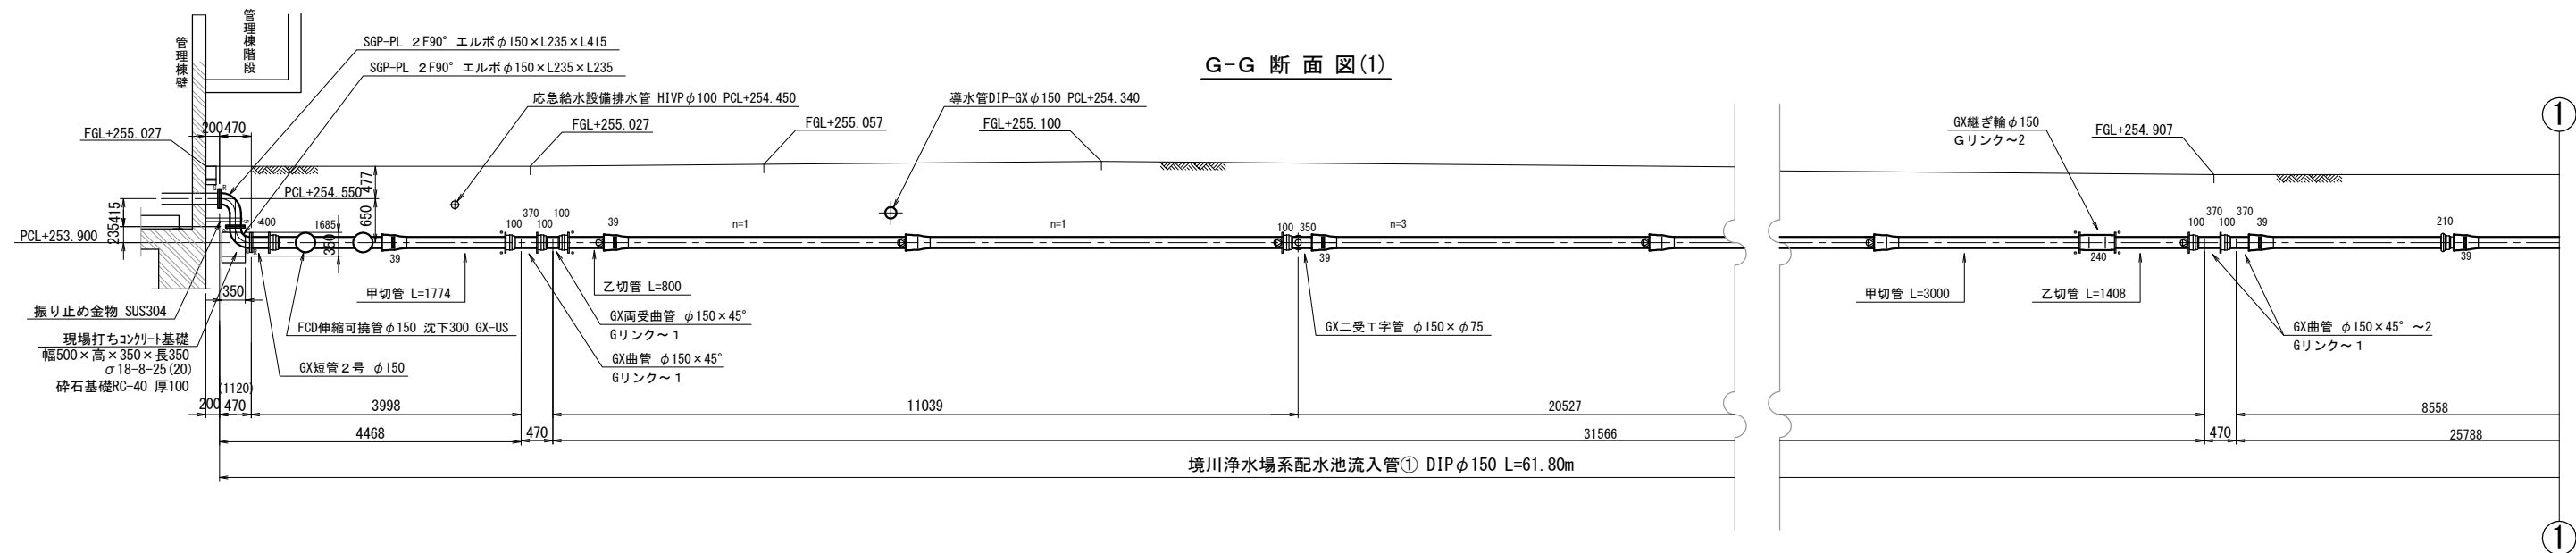 G-G 断 面 図(1)
管理棟壁
管理棟階段
SGP-PL 2F90° エルボφ150×L235×L415
SGP-PL 2F90° エルボφ150×L235×L235
応急給水設備排水管 HIVPφ100 PCL+254.450
導水管DIP-GXφ150 PCL+254.340
FGL+255.027
200
470
FGL+255.027
FGL+255.057
FGL+255.100
GX継ぎ輪φ150
Gリンク~2
FGL+254.907
①
PCL+254.550
477
650
415
235
PCL+253.900
400
1685
350
39
100
370
100
100
39
n=1
n=1
100
350
39
n=3
240
100
370
100
370
39
210
39
350
甲切管 L=1774
乙切管 L=800
甲切管 L=3000
乙切管 L=1408
振り止め金物 SUS304
FCD伸縮可撓管φ150 沈下300 GX-US
GX両受曲管 φ150×45°
Gリンク~1
GX二受T字管 φ150×φ75
GX曲管 φ150×45° ~2
Gリンク~1
現場打ちコンクリート基礎
幅500×高×350×長350
σ18-8-25(20)
砕石基礎RC-40 厚100
GX短管2号 φ150
GX曲管 φ150×45°
Gリンク~1
(1120)
200
470
3998
11039
20527
8558
4468
470
31566
470
25788
境川浄水場系配水池流入管① DIPφ150 L=61.80m
①